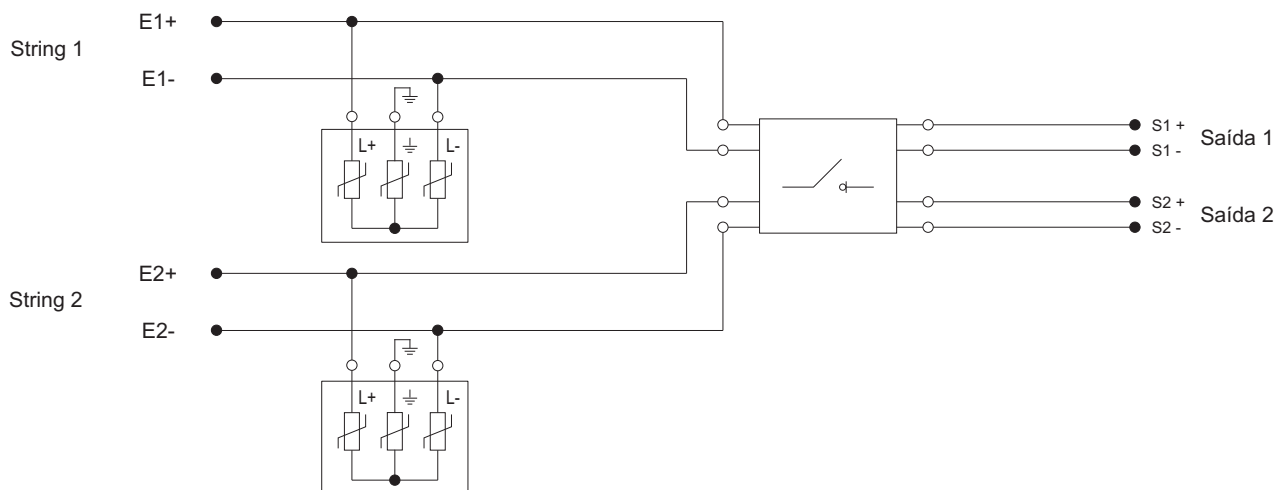 String 1
E1+
E1-
L+
L-
S1 +
S1 -
Saída 1
S2 +
S2 -
Saída 2
String 2
E2+
E2-
L+
L-